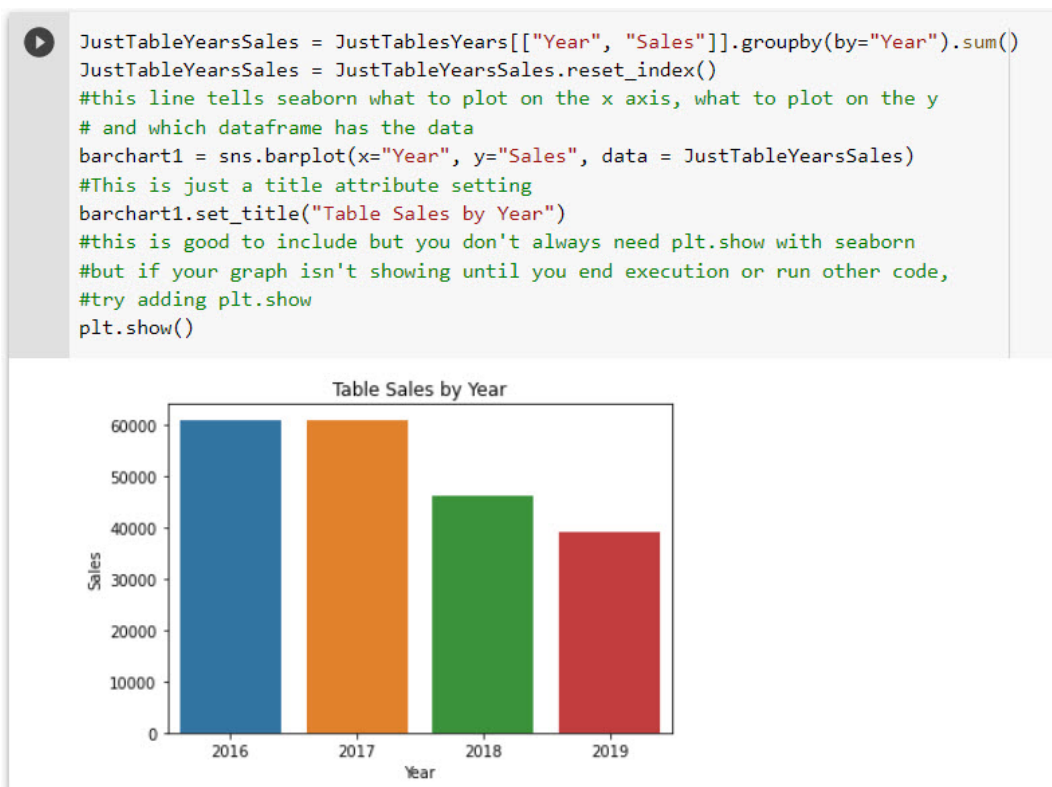 JustTableYearsSales = JustTablesYears[["Year", "Sales"]].groupby(by="Year").sum()
JustTableYearsSales = JustTableYearsSales.reset_index()
#this line tells seaborn what to plot on the x axis, what to plot on the y
# and which dataframe has the data
barchart1 = sns.barplot(x="Year", y="Sales", data = JustTableYearsSales)
#This is just a title attribute setting
barchart1.set_title("Table Sales by Year")
#this is good to include but you don't always need plt.show with seaborn
#but if your graph isn't showing until you end execution or run other code,
#try adding plt.show
plt.show()
Table Sales by Year
60000
50000
40000
30000
20000
10000
0
Sales
2016 2017 2018 2019
Year